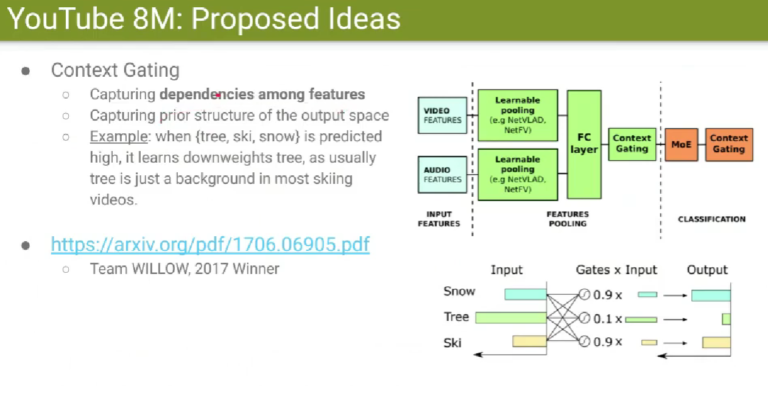 YouTube 8M: Proposed Ideas
● Context Gating
○ Capturing dependencies among features
○ Capturing prior structure of the output space
○ Example: when {tree, ski, snow} is predicted
high, it learns downweights tree, as usually
tree is just a background in most skiing
videos.
● https://arxiv.org/pdf/1706.06905.pdf
○ Team WILLOW, 2017 Winner
VIDEO
FEATURES
Learnable
pooling
(e.g NetVLAD,
NetFV)
AUDIO
FEATURES
Learnable
pooling
(e.g NetVLAD,
NetFV)
FC
layer
Context
Gating
MoE
Context
Gating
INPUT
FEATURES
FEATURES
POOLING
CLASSIFICATION
Input Gates x Input Output
Snow 0.9 x
Tree 0.1 x
Ski 0.9 x